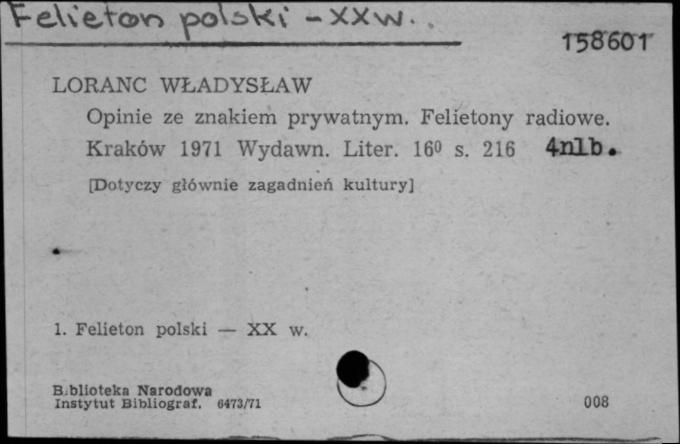 Felieton polski - XX w.
158601
LORANC WŁADYSŁAW
Opinie ze znakiem prywatnym. Felietony radiowe.
Kraków 1971 Wydawn. Liter. 16⁰ s. 216 4nlb.
[Dotyczy głównie zagadnień kultury]
1. Felieton polski — XX w.
Biblioteka Narodowa
Instytut Bibliograf. 6473/71
008